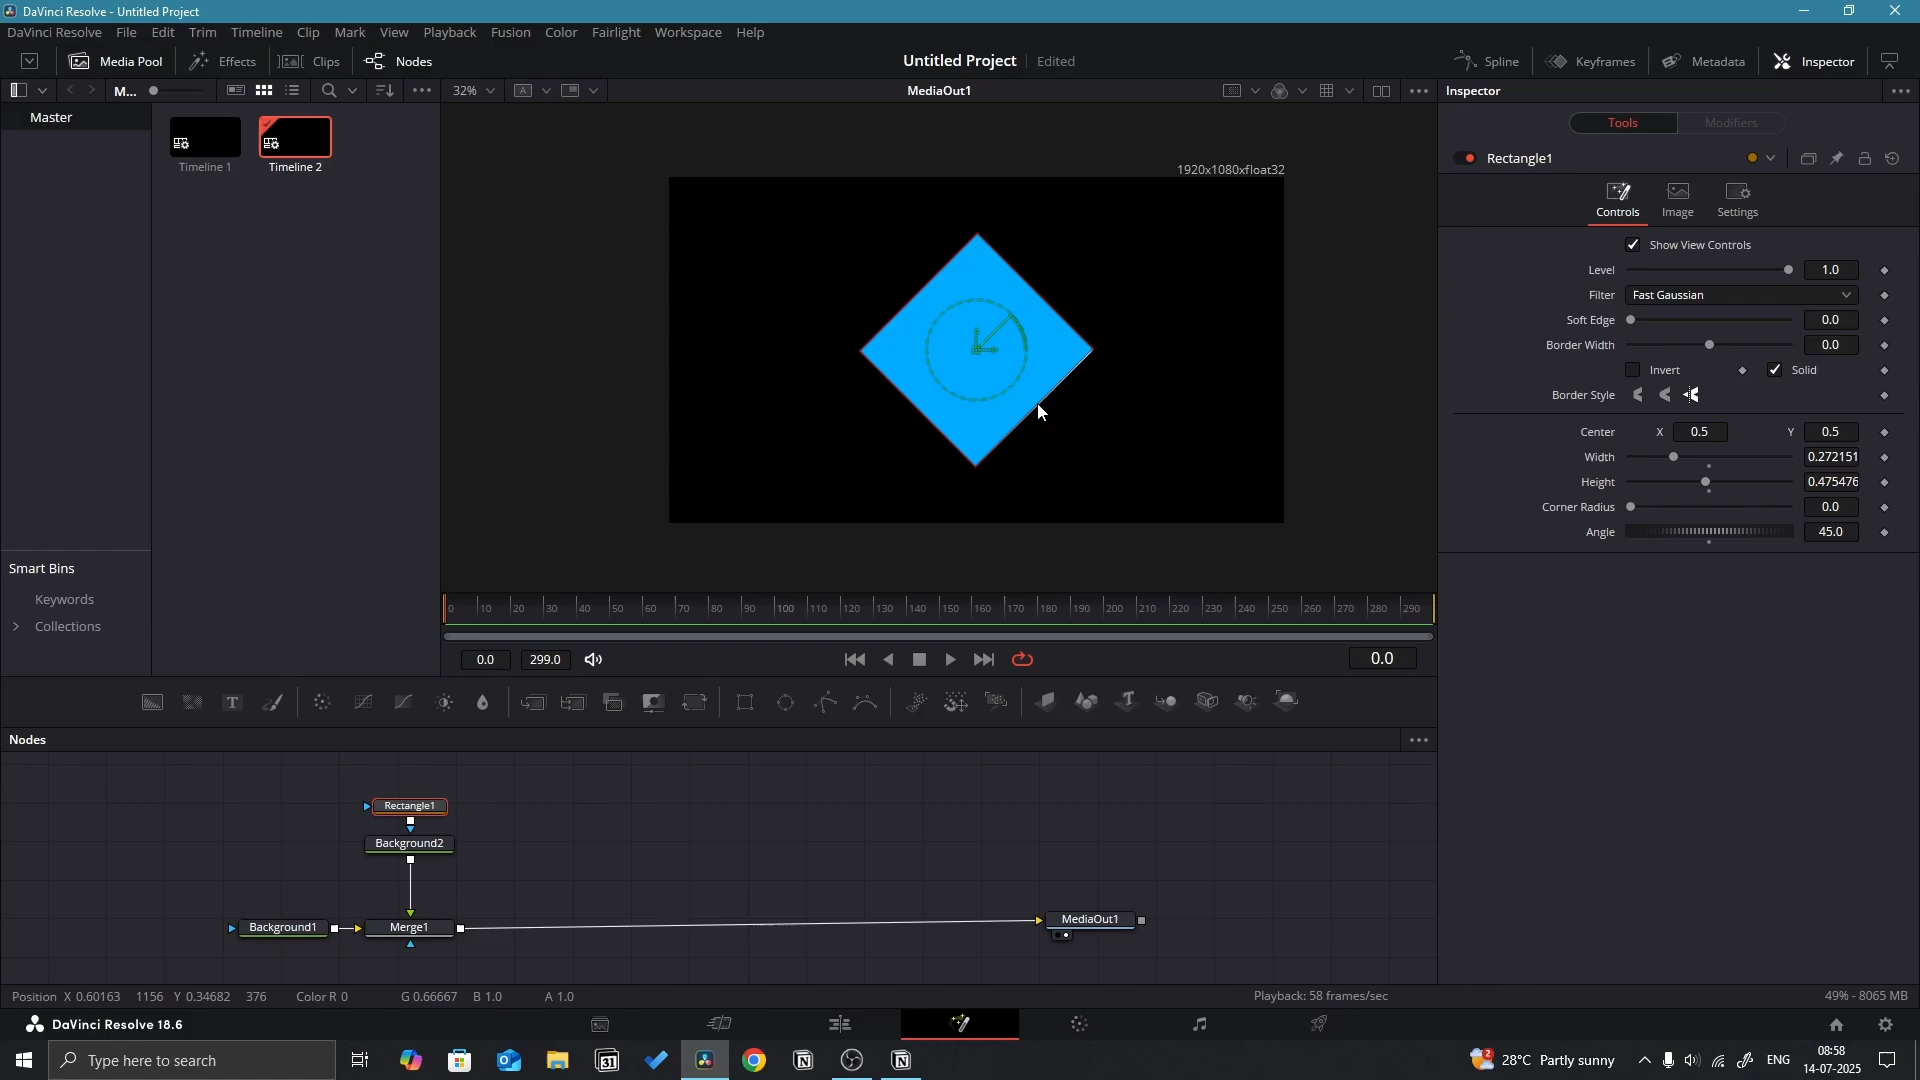 DaVinci Resolve - Untitled Project
DaVinci Resolve File Edit Trim Timeline Clip Mark View Playback Fusion Color Fairlight Workspace Help
Media Pool Effects Clips Nodes Untitled Project Edited Spline Keyframes Metadata Inspector
M... 32% A MediaOut1 Inspector
Master
Timeline 1 Timeline 2
1920x1080xfloat32
Tools Modifiers
Rectangle1
Controls Image Settings
Show View Controls
Level 1.0
Filter Fast Gaussian
Soft Edge 0.0
Border Width 0.0
Invert Solid
Border Style
Center X 0.5 Y 0.5
Width 0.272151
Height 0.475476
Corner Radius 0.0
Angle 45.0
Smart Bins
Keywords
Collections
0 10 20 30 40 50 60 70 80 90 100 110 120 130 140 150 160 170 180 190 200 210 220 230 240 250 260 270 280 290
0.0 299.0 0.0
T T
Nodes
Rectangle1
Background2
Background1 Merge1 MediaOut1
Position X 0.60163 1156 Y 0.34682 376 Color R 0 G 0.66667 B 1.0 A 1.0 Playback: 58 frames/sec 49% - 8065 MB
DaVinci Resolve 18.6
Type here to search 31 2 28°C Partly sunny ENG 08:58
14-07-2025